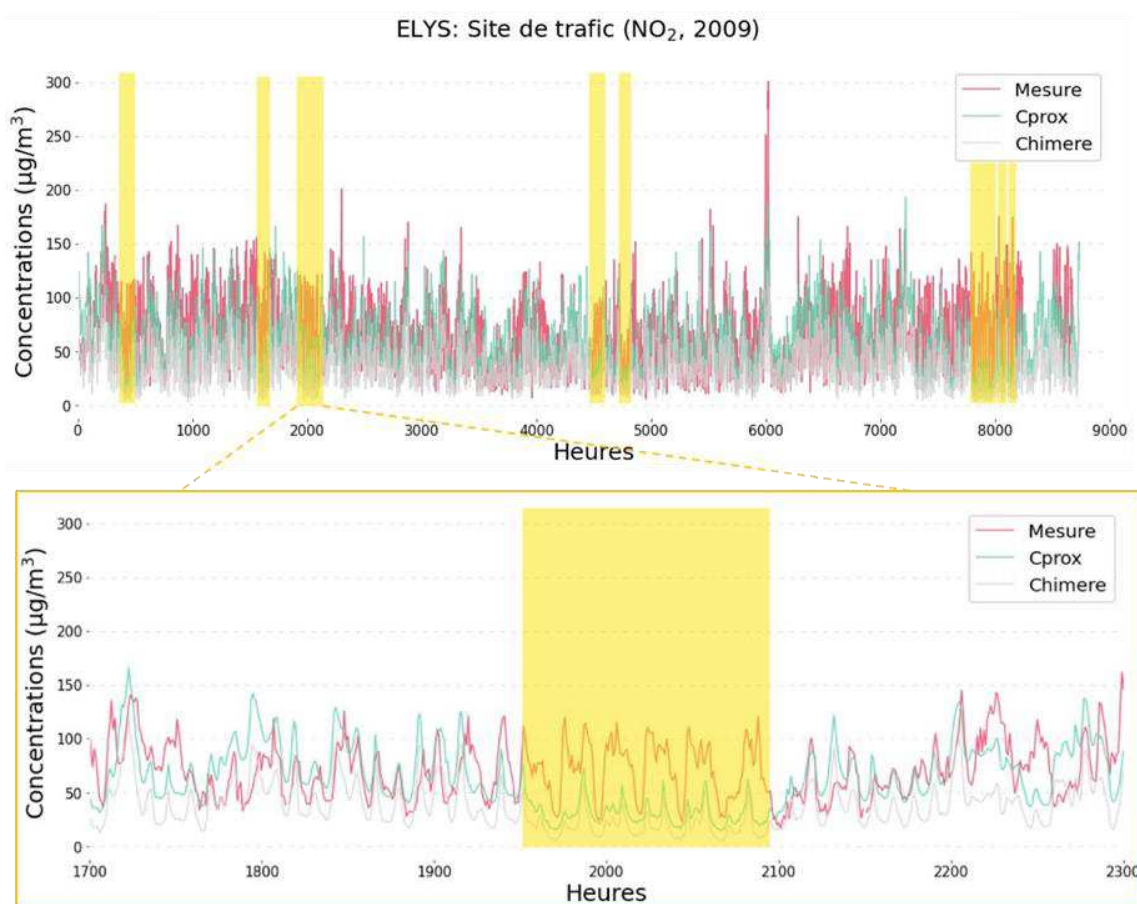 ELYS: Site de trafic (NO₂, 2009)
Concentrations (µg/m³)
300
250
200
150
100
50
0
Mesure
Cprox
Chimere
0 1000 2000 3000 4000 5000 6000 7000 8000 9000
Heures
Concentrations (µg/m³)
300
250
200
150
100
50
0
Mesure
Cprox
Chimere
1700 1800 1900 2000 2100 2200 2300
Heures